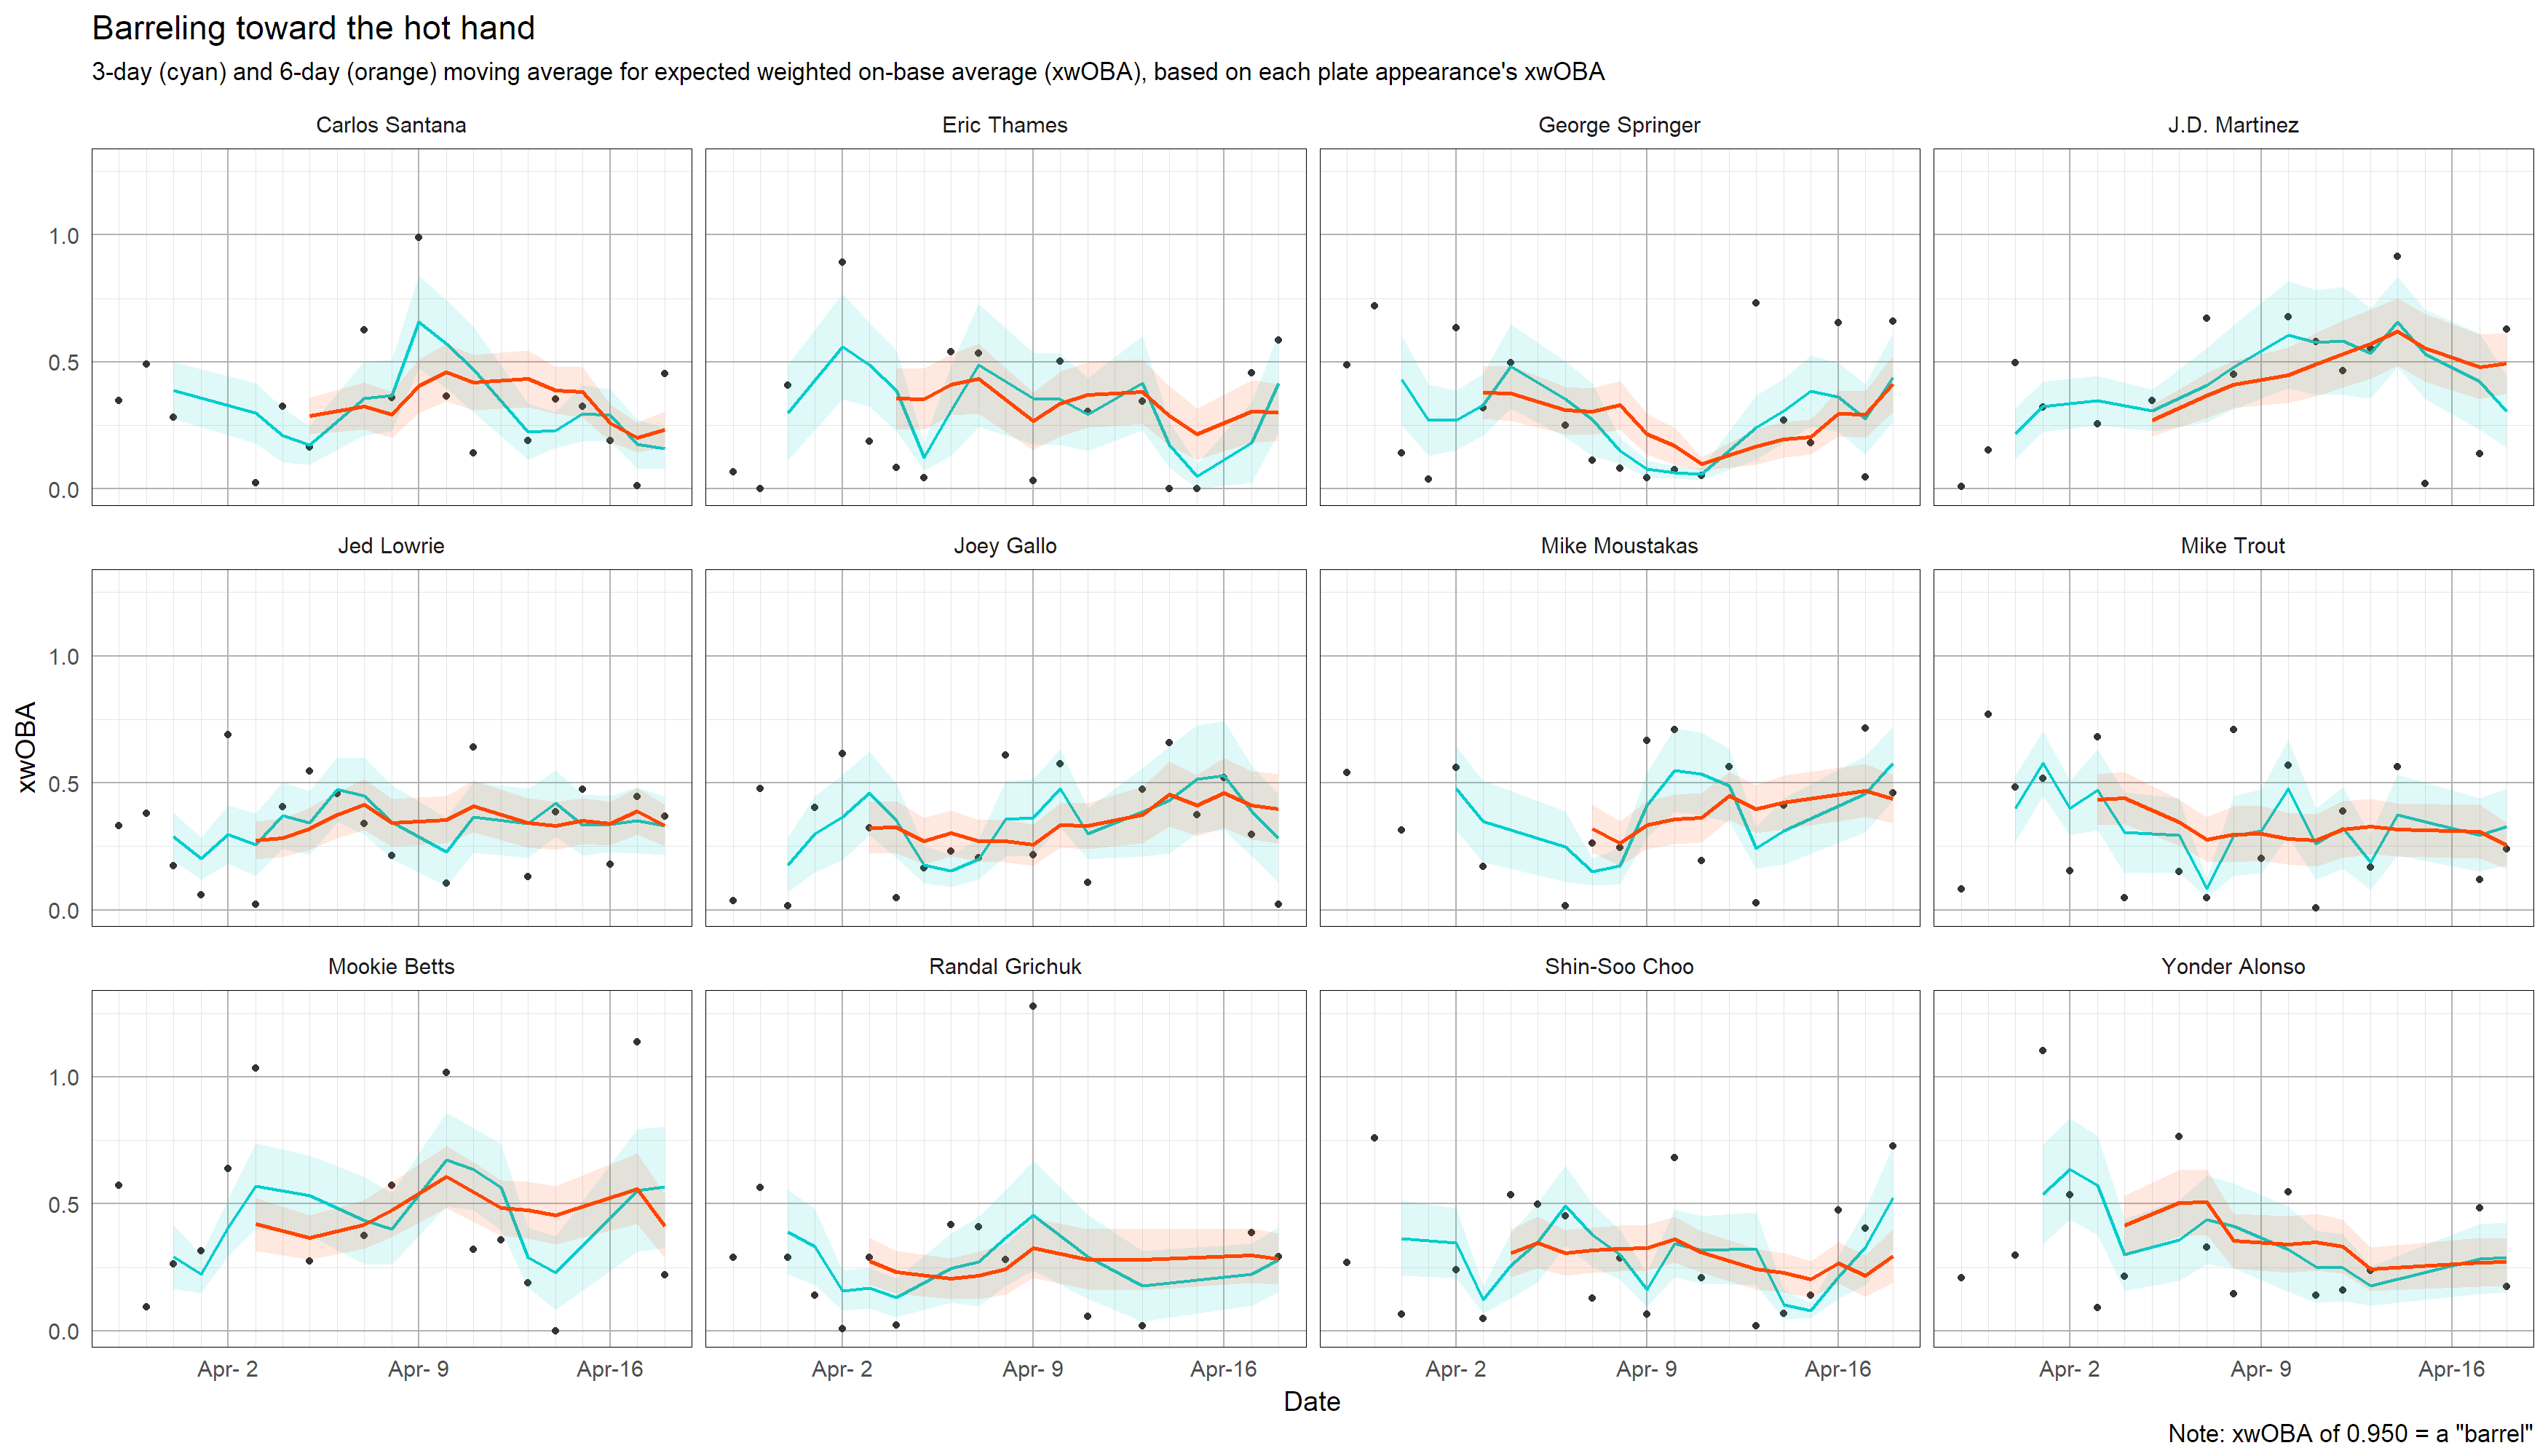 Barreling toward the hot hand
3-day (cyan) and 6-day (orange) moving average for expected weighted on-base average (xwOBA), based on each plate appearance's xwOBA
Carlos Santana
Eric Thames
George Springer
J.D. Martinez
1.0
0.5
0.0
Jed Lowrie
Joey Gallo
Mike Moustakas
Mike Trout
1.0
0.5
0.0
xwOBA
Mookie Betts
Randal Grichuk
Shin-Soo Choo
Yonder Alonso
1.0
0.5
0.0
Apr- 2
Apr- 9
Apr-16
Apr- 2
Apr- 9
Apr-16
Apr- 2
Apr- 9
Apr-16
Apr- 2
Apr- 9
Apr-16
Date
Note: xwOBA of 0.950 = a "barrel"